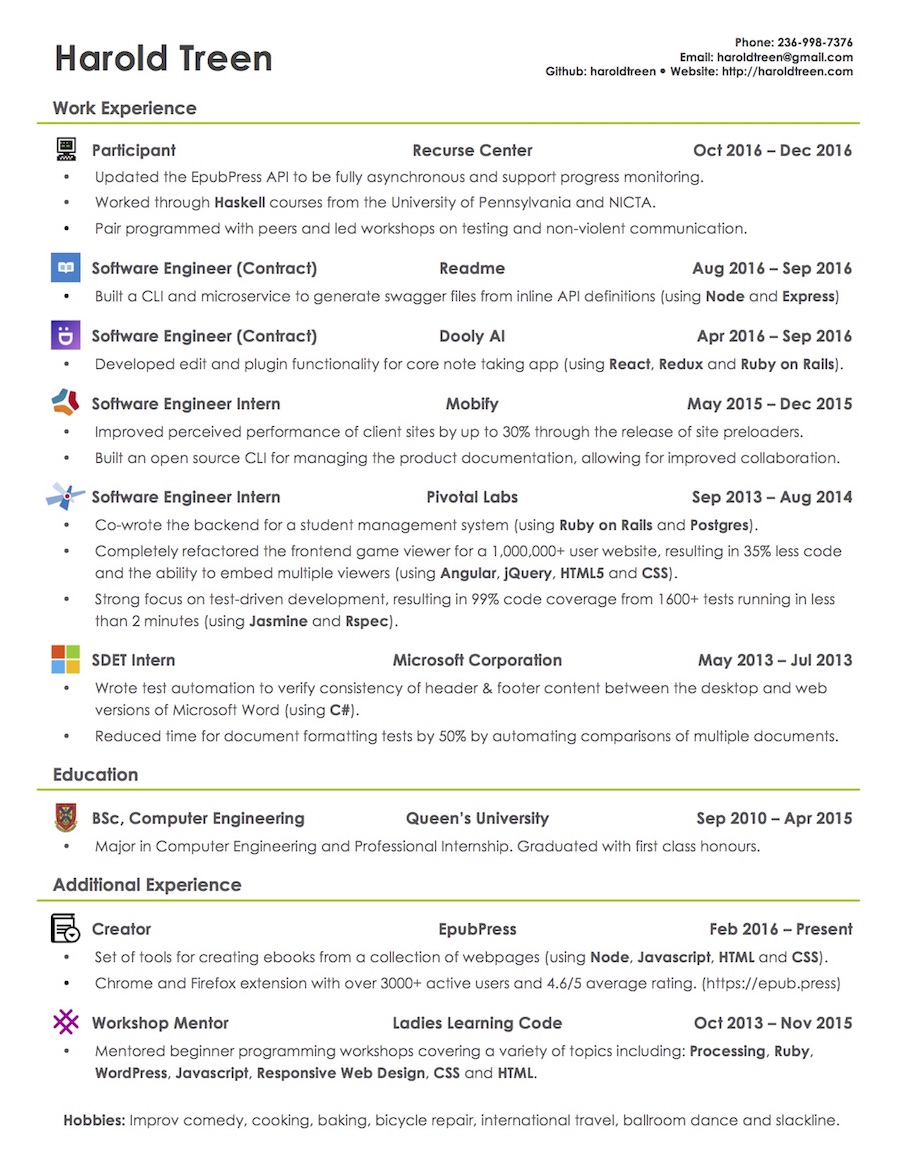 Harold Treen
Phone: 236-998-7376
Email: haroldtreen@gmail.com
Github: haroldtreen • Website: http://haroldtreen.com
Work Experience
Participant Recurse Center Oct 2016 – Dec 2016
• Updated the EpubPress API to be fully asynchronous and support progress monitoring.
• Worked through Haskell courses from the University of Pennsylvania and NICTA.
• Pair programmed with peers and led workshops on testing and non-violent communication.
Software Engineer (Contract) Readme Aug 2016 – Sep 2016
• Built a CLI and microservice to generate swagger files from inline API definitions (using Node and Express)
Software Engineer (Contract) Dooly AI Apr 2016 – Sep 2016
• Developed edit and plugin functionality for core note taking app (using React, Redux and Ruby on Rails).
Software Engineer Intern Mobify May 2015 – Dec 2015
• Improved perceived performance of client sites by up to 30% through the release of site preloaders.
• Built an open source CLI for managing the product documentation, allowing for improved collaboration.
Software Engineer Intern Pivotal Labs Sep 2013 – Aug 2014
• Co-wrote the backend for a student management system (using Ruby on Rails and Postgres).
• Completely refactored the frontend game viewer for a 1,000,000+ user website, resulting in 35% less code
and the ability to embed multiple viewers (using Angular, jQuery, HTML5 and CSS).
• Strong focus on test-driven development, resulting in 99% code coverage from 1600+ tests running in less
than 2 minutes (using Jasmine and Rspec).
SDET Intern Microsoft Corporation May 2013 – Jul 2013
• Wrote test automation to verify consistency of header & footer content between the desktop and web
versions of Microsoft Word (using C#).
• Reduced time for document formatting tests by 50% by automating comparisons of multiple documents.
Education
BSc, Computer Engineering Queen's University Sep 2010 – Apr 2015
• Major in Computer Engineering and Professional Internship. Graduated with first class honours.
Additional Experience
Creator EpubPress Feb 2016 – Present
• Set of tools for creating ebooks from a collection of webpages (using Node, Javascript, HTML and CSS).
• Chrome and Firefox extension with over 3000+ active users and 4.6/5 average rating. (https://epub.press)
Workshop Mentor Ladies Learning Code Oct 2013 – Nov 2015
• Mentored beginner programming workshops covering a variety of topics including: Processing, Ruby,
WordPress, Javascript, Responsive Web Design, CSS and HTML.
Hobbies: Improv comedy, cooking, baking, bicycle repair, international travel, ballroom dance and slackline.